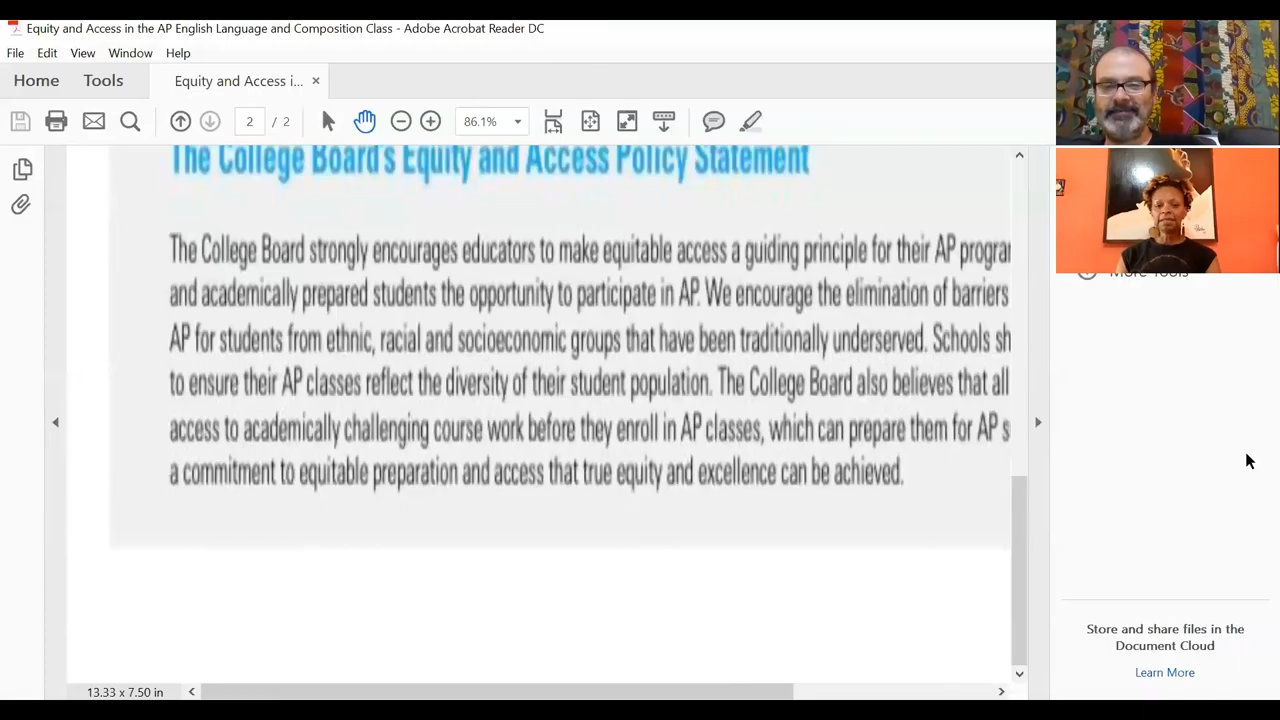 Equity and Access in the AP English Language and Composition Class - Adobe Acrobat Reader DC
File Edit View Window Help
Home Tools Equity and Access i... ×
2 / 2 86.1%
The College Board's Equity and Access Policy Statement
The College Board strongly encourages educators to make equitable access a guiding principle for their AP progra
and academically prepared students the opportunity to participate in AP. We encourage the elimination of barriers
AP for students from ethnic, racial and socioeconomic groups that have been traditionally underserved. Schools sh
to ensure their AP classes reflect the diversity of their student population. The College Board also believes that all
access to academically challenging course work before they enroll in AP classes, which can prepare them for AP s
a commitment to equitable preparation and access that true equity and excellence can be achieved.
More Tools
Store and share files in the
Document Cloud
Learn More
13.33 x 7.50 in